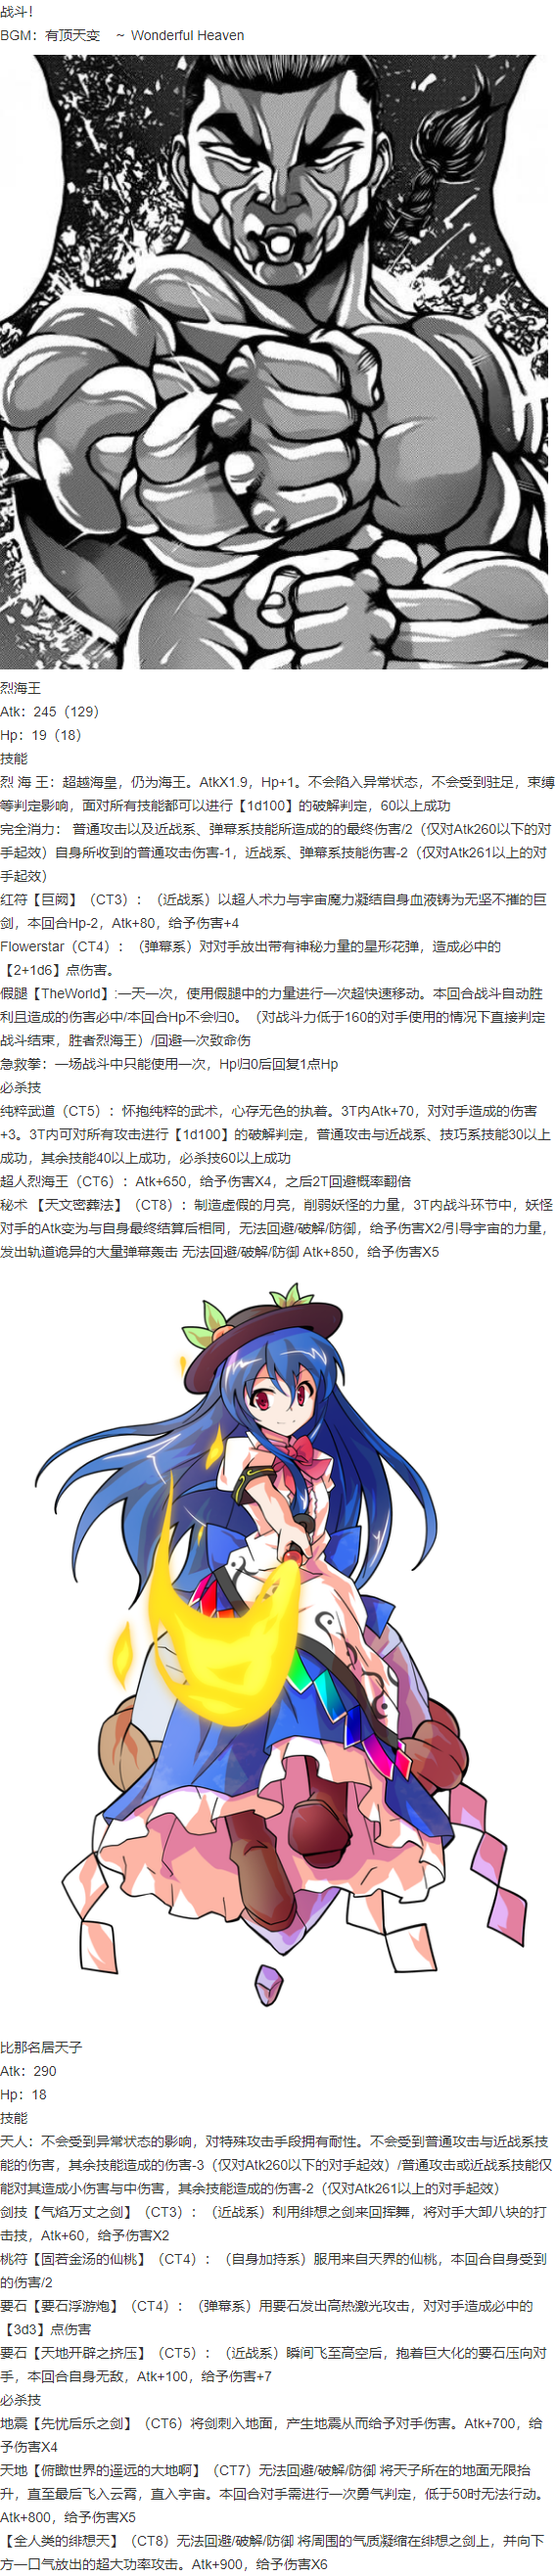 战斗！
BGM：有顶天变　~ Wonderful Heaven
烈海王
Atk：245（129）
Hp：19（18）
技能
烈 海 王：超越海皇，仍为海王。AtkX1.9，Hp+1。不会陷入异常状态，不会受到驻足，束缚
等判定影响，面对所有技能都可以进行【1d100】的破解判定，60以上成功
完全消力： 普通攻击以及近战系、弹幕系技能所造成的的最终伤害/2（仅对Atk260以下的对
手起效）自身所收到的普通攻击伤害-1，近战系、弹幕系技能伤害-2（仅对Atk261以上的对
手起效）
红符【巨阙】（CT3）：（近战系）以超人术力与宇宙魔力凝结自身血液铸为无坚不摧的巨
剑，本回合Hp-2，Atk+80，给予伤害+4
Flowerstar（CT4）：（弹幕系）对对手放出带有神秘力量的星形花弹，造成必中的
【2+1d6】点伤害。
假腿【TheWorld】:一天一次，使用假腿中的力量进行一次超快速移动。本回合战斗自动胜
利且造成的伤害必中/本回合Hp不会归0。（对战斗力低于160的对手使用的情况下直接判定
战斗结束，胜者烈海王）/回避一次致命伤
急救拳：一场战斗中只能使用一次，Hp归0后回复1点Hp
必杀技
纯粹武道（CT5）：怀抱纯粹的武术，心存无色的执着。3T内Atk+70，对对手造成的伤害
+3。3T内可对所有攻击进行【1d100】的破解判定，普通攻击与近战系、技巧系技能30以上
成功，其余技能40以上成功，必杀技60以上成功
超人烈海王（CT6）：Atk+650，给予伤害X4，之后2T回避概率翻倍
秘术 【天文密葬法】（CT8）：制造虚假的月亮，削弱妖怪的力量，3T内战斗环节中，妖怪
对手的Atk变为与自身最终结算后相同，无法回避/破解/防御，给予伤害X2/引导宇宙的力量，
发出轨道诡异的大量弹幕轰击 无法回避/破解/防御 Atk+850，给予伤害X5
比那名居天子
Atk：290
Hp：18
技能
天人：不会受到异常状态的影响，对特殊攻击手段拥有耐性。不会受到普通攻击与近战系技
能的伤害，其余技能造成的伤害-3（仅对Atk260以下的对手起效）/普通攻击或近战系技能仅
能对其造成小伤害与中伤害，其余技能造成的伤害-2（仅对Atk261以上的对手起效）
剑技【气焰万丈之剑】（CT3）：（近战系）利用绯想之剑来回挥舞，将对手大卸八块的打
击技，Atk+60，给予伤害X2
桃符【固若金汤的仙桃】（CT4）：（自身加持系）服用来自天界的仙桃，本回合自身受到
的伤害/2
要石【要石浮游炮】（CT4）：（弹幕系）用要石发出高热激光攻击，对对手造成必中的
【3d3】点伤害
要石【天地开辟之挤压】（CT5）：（近战系）瞬间飞至高空后，抱着巨大化的要石压向对
手，本回合自身无敌，Atk+100，给予伤害+7
必杀技
地震【先忧后乐之剑】（CT6）将剑刺入地面，产生地震从而给予对手伤害。Atk+700，给
予伤害X4
天地【俯瞰世界的遥远的大地啊】（CT7）无法回避/破解/防御 将天子所在的地面无限抬
升，直至最后飞入云霄，直入宇宙。本回合对手需进行一次勇气判定，低于50时无法行动。
Atk+800，给予伤害X5
【全人类的绯想天】（CT8）无法回避/破解/防御 将周围的气质凝缩在绯想之剑上，并向下
方一口气放出的超大功率攻击。Atk+900，给予伤害X6